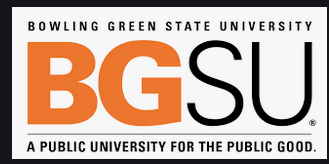 BOWLING GREEN STATE UNIVERSITY
BGSU®
A PUBLIC UNIVERSITY FOR THE PUBLIC GOOD.